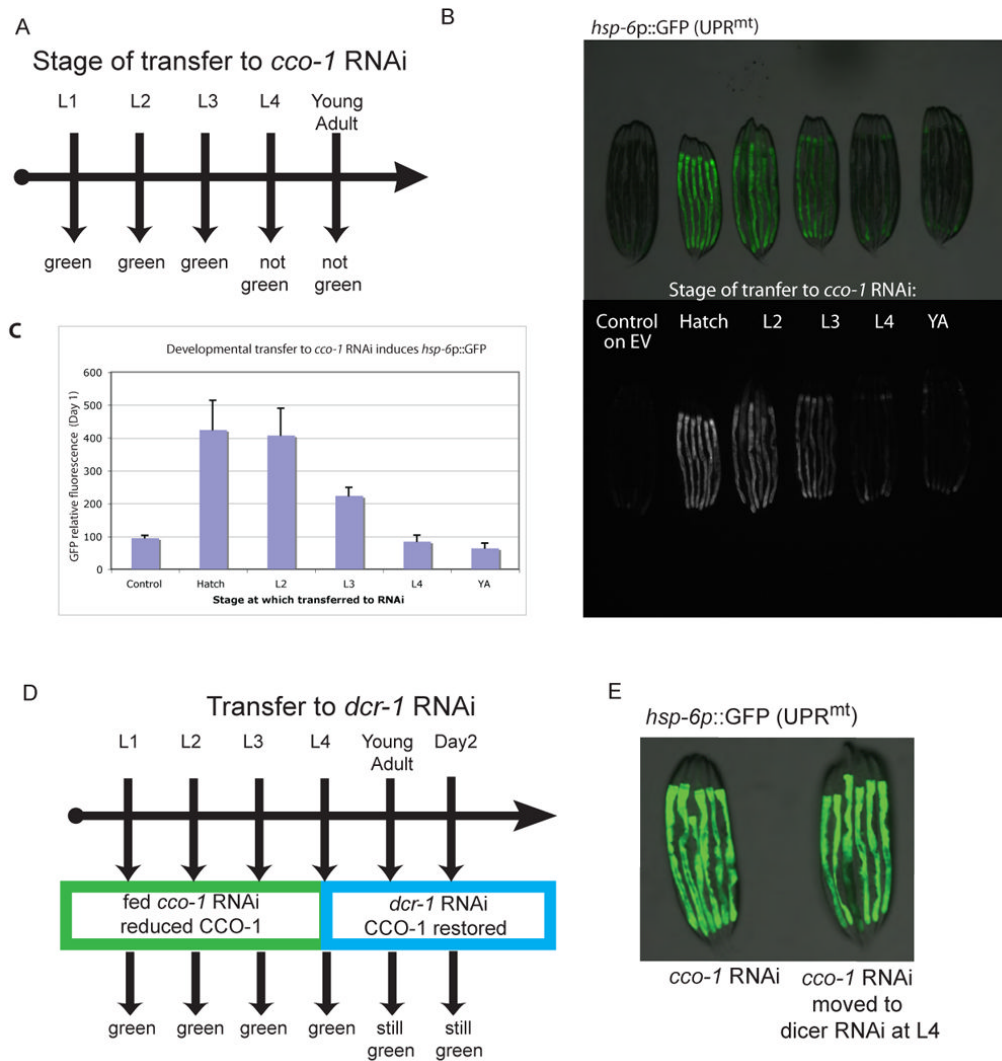 A
Stage of transfer to cco-1 RNAi
L1 L2 L3 L4 Young
Adult
green green green not
green not
green
B
hsp-6p::GFP (UPRmt)
Stage of tranfer to cco-1 RNAi:
Control
on EV Hatch L2 L3 L4 YA
C
Developmental transfer to cco-1 RNAi induces hsp-6p::GFP
GFP relative fluorescence (Day 1)
600
500
400
300
200
100
0
Control Hatch L2 L3 L4 YA
Stage at which transferred to RNAi
D
Transfer to dcr-1 RNAi
L1 L2 L3 L4 Young
Adult Day2
fed cco-1 RNAi
reduced CCO-1
dcr-1 RNAi
CCO-1 restored
green green green green still
green still
green
E
hsp-6p::GFP (UPRmt)
cco-1 RNAi
cco-1 RNAi
moved to
dicer RNAi at L4